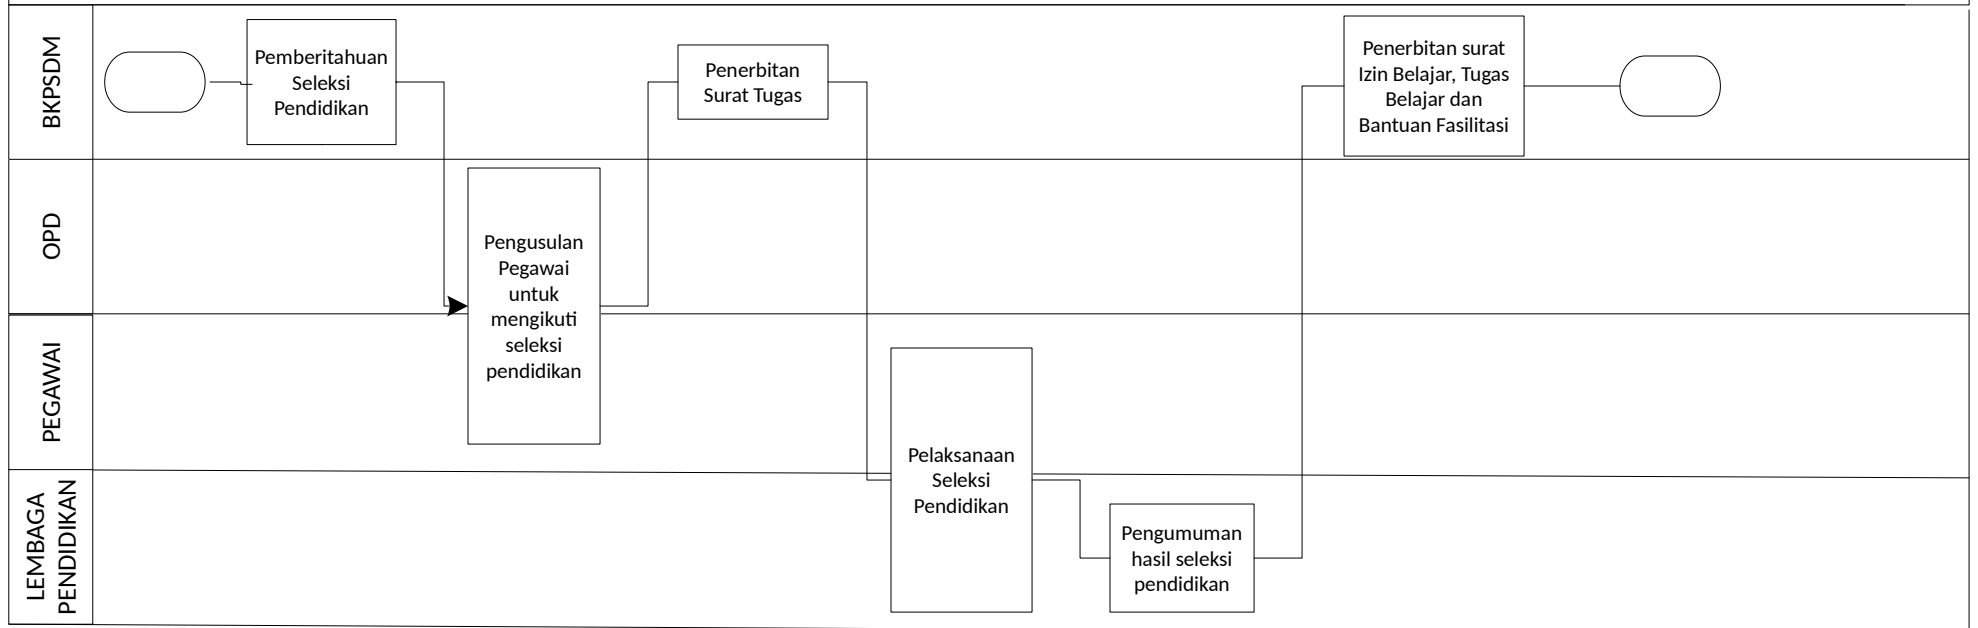 BKPSDM
Pemberitahuan
Seleksi
Pendidikan
Penerbitan
Surat Tugas
Penerbitan surat
Izin Belajar, Tugas
Belajar dan
Bantuan Fasilitasi
OPD
Pengusulan
Pegawai
untuk
mengikuti
seleksi
pendidikan
PEGAWAI
Pelaksanaan
Seleksi
Pendidikan
LEMBAGA
PENDIDIKAN
Pengumuman
hasil seleksi
pendidikan